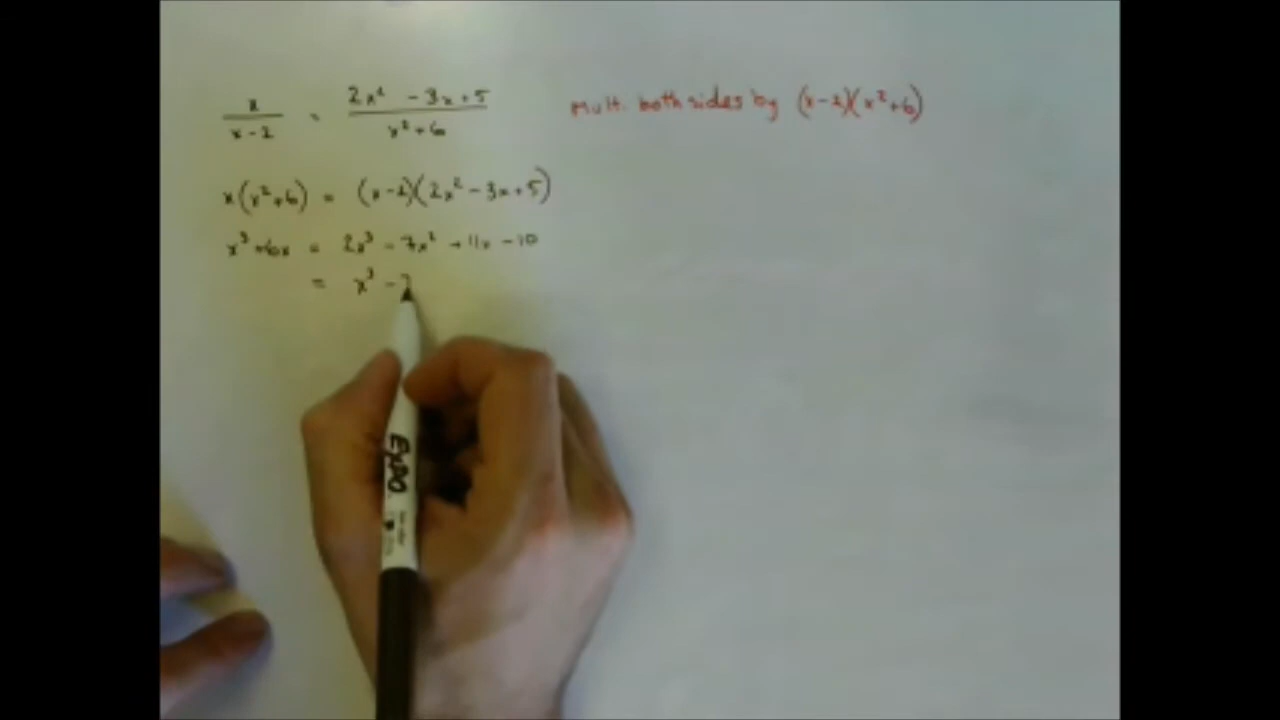 x/(x-2) = (2x² - 3x + 5)/(x² + 6) Mult. both sides by (x-2)(x²+6)
x(x²+6) = (x-2)(2x² - 3x + 5)
x³ + 6x = 2x³ - 7x² + 11x - 10
= x³ -
EXPO